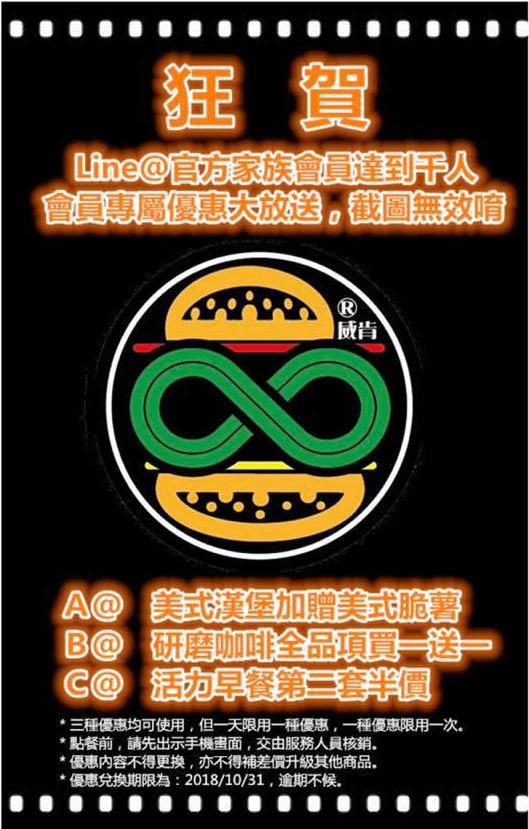 狂 賀
Line@官方家族會員達到千人
會員專屬優惠大放送，截圖無效唷
®
威肯
A@ 美式漢堡加贈美式脆薯
B@ 研磨咖啡全品項買一送一
C@ 活力早餐第二套半價
* 三種優惠均可使用，但一天限用一種優惠，一種優惠限用一次。
* 點餐前，請先出示手機畫面，交由服務人員核銷。
* 優惠內容不得更換，亦不得補差價升級其他商品。
* 優惠兌換期限為：2018/10/31，逾期不候。